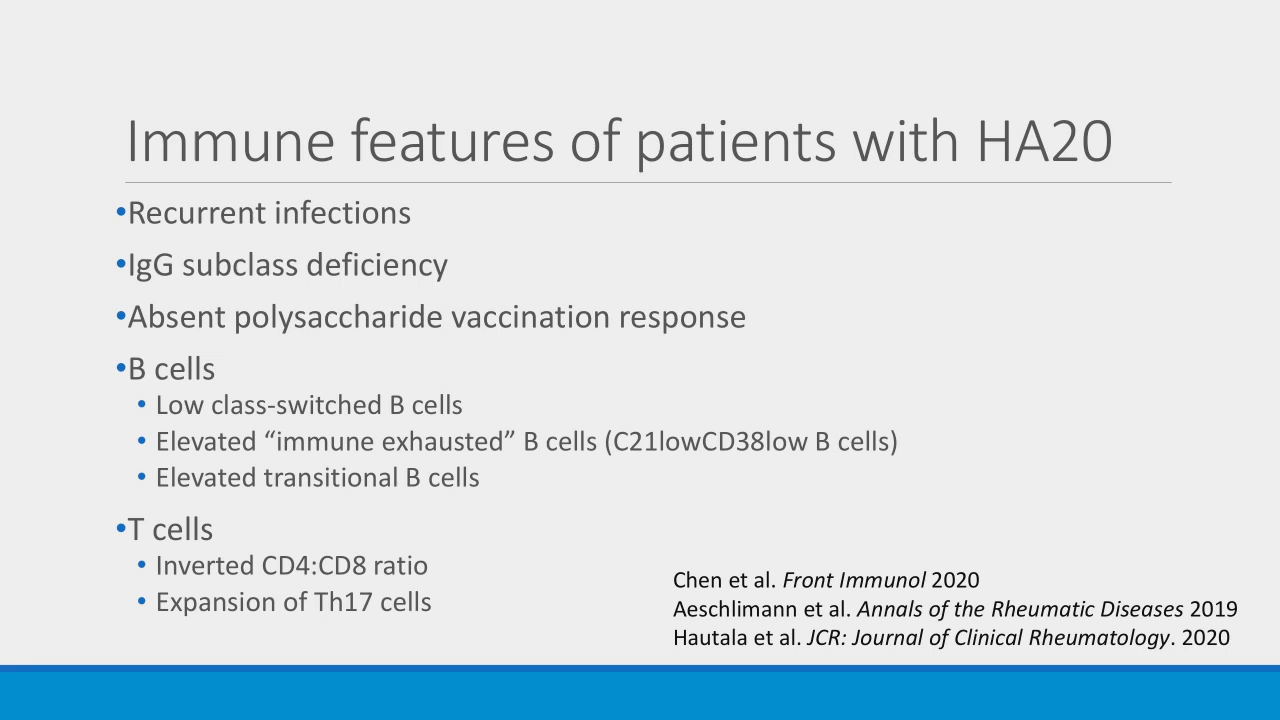 Immune features of patients with HA20
•Recurrent infections
•IgG subclass deficiency
•Absent polysaccharide vaccination response
•B cells
• Low class-switched B cells
• Elevated “immune exhausted” B cells (C21lowCD38low B cells)
• Elevated transitional B cells
•T cells
• Inverted CD4:CD8 ratio
• Expansion of Th17 cells
Chen et al. Front Immunol 2020
Aeschlimann et al. Annals of the Rheumatic Diseases 2019
Hautala et al. JCR: Journal of Clinical Rheumatology. 2020